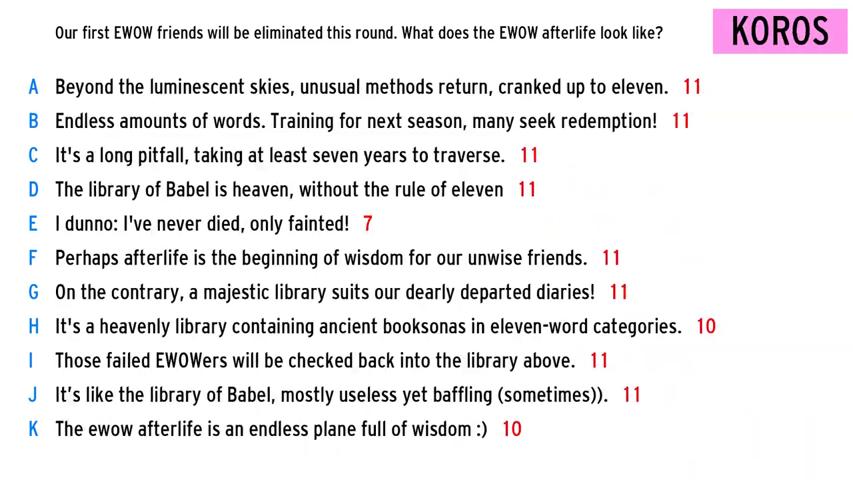 Our first EWOW friends will be eliminated this round. What does the EWOW afterlife look like?
KOROS
A Beyond the luminescent skies, unusual methods return, cranked up to eleven. 11
B Endless amounts of words. Training for next season, many seek redemption! 11
C It's a long pitfall, taking at least seven years to traverse. 11
D The library of Babel is heaven, without the rule of eleven 11
E I dunno: I've never died, only fainted! 7
F Perhaps afterlife is the beginning of wisdom for our unwise friends. 11
G On the contrary, a majestic library suits our dearly departed diaries! 11
H It's a heavenly library containing ancient booksonas in eleven-word categories. 10
I Those failed EWOWers will be checked back into the library above. 11
J It’s like the library of Babel, mostly useless yet baffling (sometimes)). 11
K The ewow afterlife is an endless plane full of wisdom :) 10